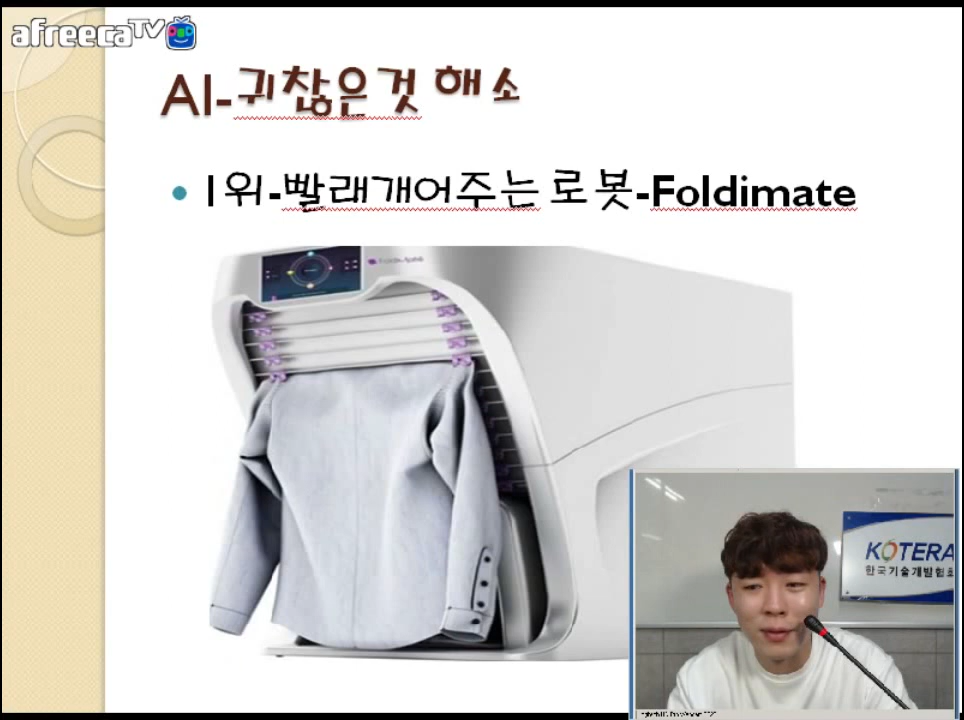 afreecaTV
AI-귀찮은것 해소
1위-빨래개어주는 로봇-Foldimate
FoldiMate
KOTERA
한국기술개발협회